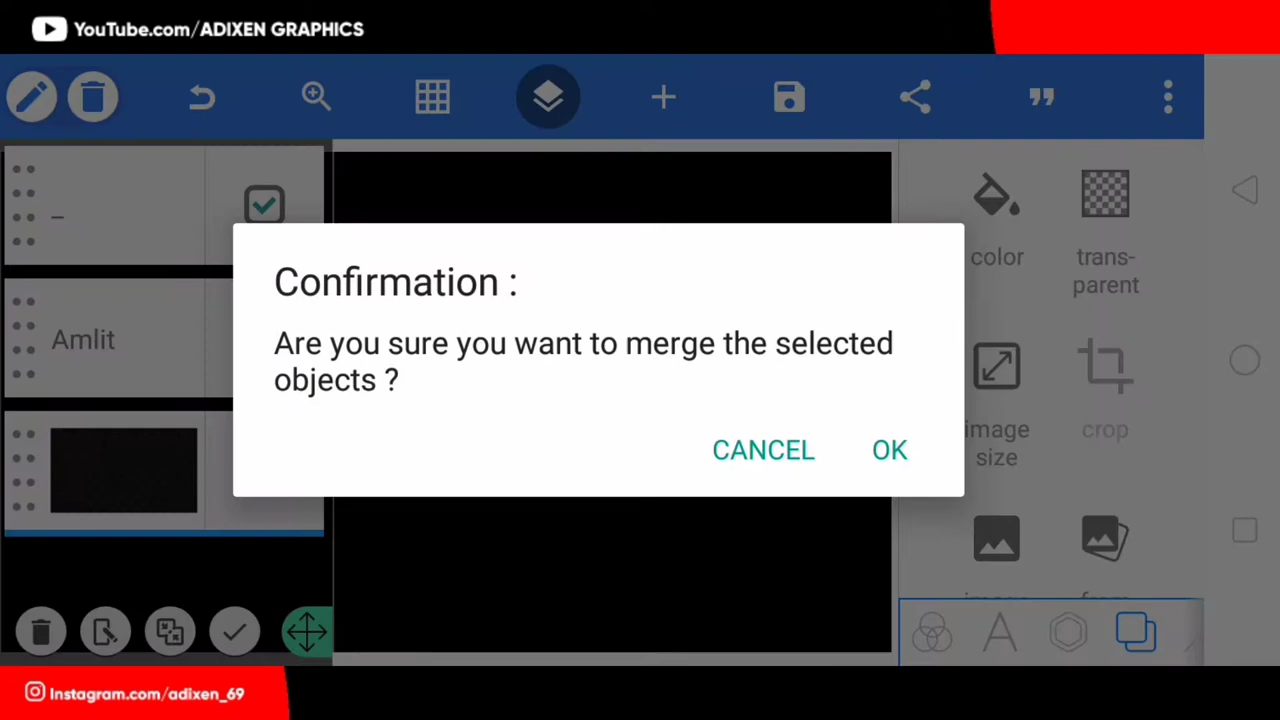 YouTube.com/ADIXEN GRAPHICS
–
Amlit
Confirmation :
Are you sure you want to merge the selected
objects ?
CANCEL OK
color
trans-
parent
image
size
crop
Instagram.com/adixen_69